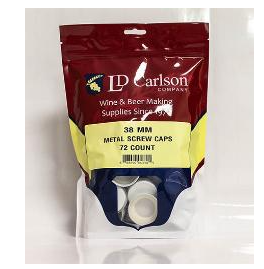 LD Carlson
COMPANY
Wine & Beer Making
Supplies Since
38 MM
METAL SCREW CAPS
72 COUNT